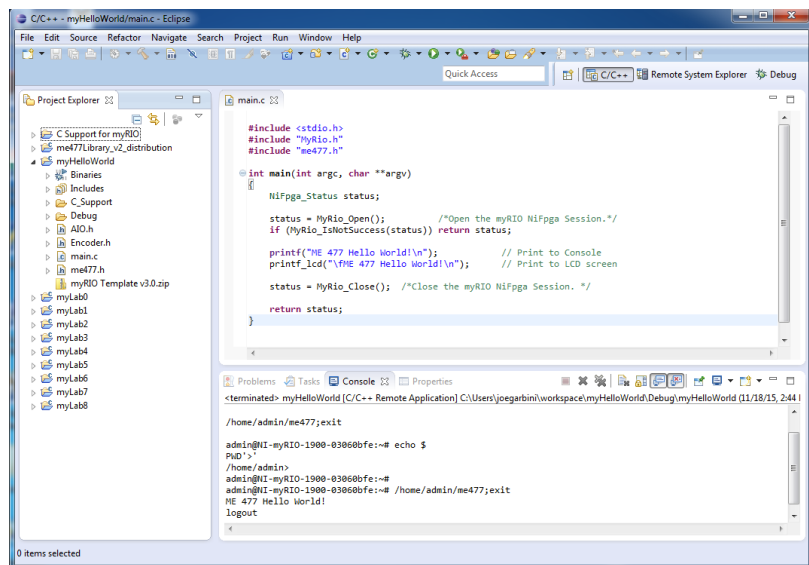 C/C++ - myHelloWorld/main.c - Eclipse
File Edit Source Refactor Navigate Search Project Run Window Help
Quick Access
C/C++ Remote System Explorer Debug
Project Explorer
C Support for myRIO
me477Library_v2_distribution
myHelloWorld
Binaries
Includes
C_Support
Debug
AIO.h
Encoder.h
main.c
me477.h
myRIO Template v3.0.zip
myLab0
myLab1
myLab2
myLab3
myLab4
myLab5
myLab6
myLab7
myLab8
main.c
#include <stdio.h>
#include "MyRio.h"
#include "me477.h"
int main(int argc, char **argv)
{
NiFpga_Status status;
status = MyRio_Open(); /*Open the myRIO NiFpga Session.*/
if (MyRio_IsNotSuccess(status)) return status;
printf("ME 477 Hello World!\n"); // Print to Console
printf_lcd("\fME 477 Hello World!\n"); // Print to LCD screen
status = MyRio_Close(); /*Close the myRIO NiFpga Session. */
return status;
}
Problems Tasks Console Properties
<terminated> myHelloWorld [C/C++ Remote Application] C:\Users\joegarbini\workspace\myHelloWorld\Debug\myHelloWorld (11/18/15, 2:44
/home/admin/me477;exit
admin@NI-myRIO-1900-03060bfe:~# echo $
PWD'>'
/home/admin>
admin@NI-myRIO-1900-03060bfe:~#
admin@NI-myRIO-1900-03060bfe:~# /home/admin/me477;exit
ME 477 Hello World!
logout
0 items selected